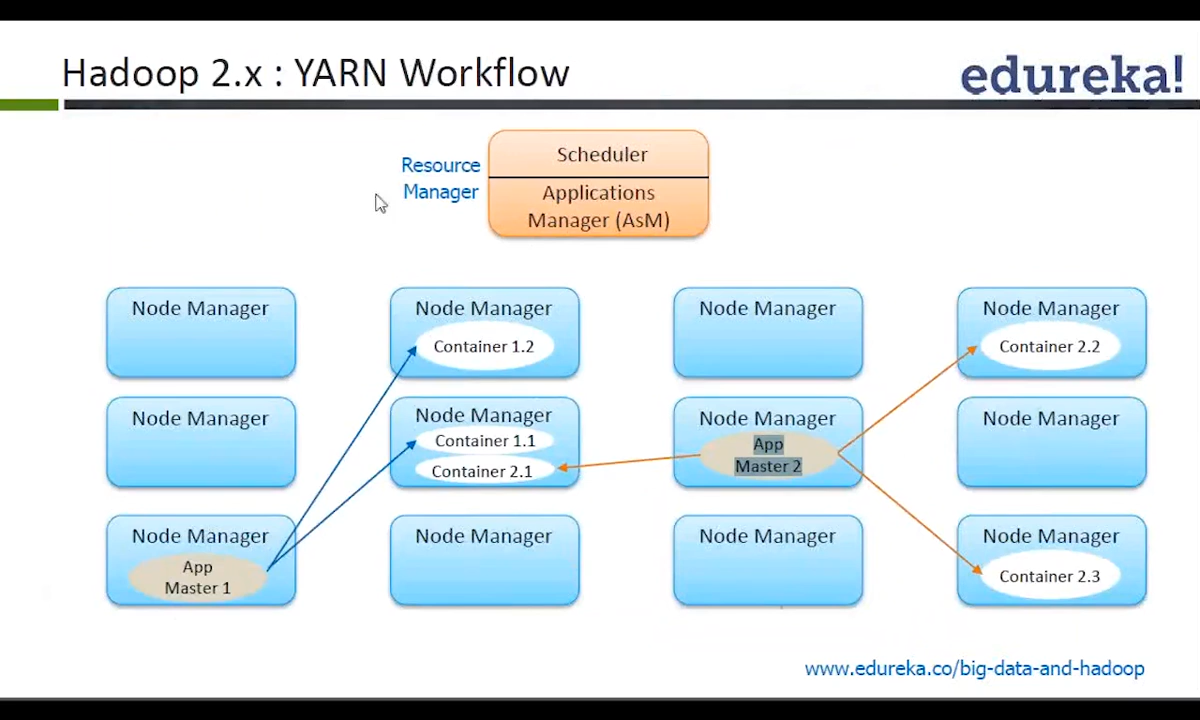 Hadoop 2.x : YARN Workflow
edureka!
Scheduler
Resource
Manager
Applications
Manager (AsM)
Node Manager
Node Manager
Container 1.2
Node Manager
Node Manager
Container 2.2
Node Manager
Node Manager
Container 1.1
Container 2.1
Node Manager
App
Master 2
Node Manager
Node Manager
App
Master 1
Node Manager
Node Manager
Node Manager
Container 2.3
www.edureka.co/big-data-and-hadoop